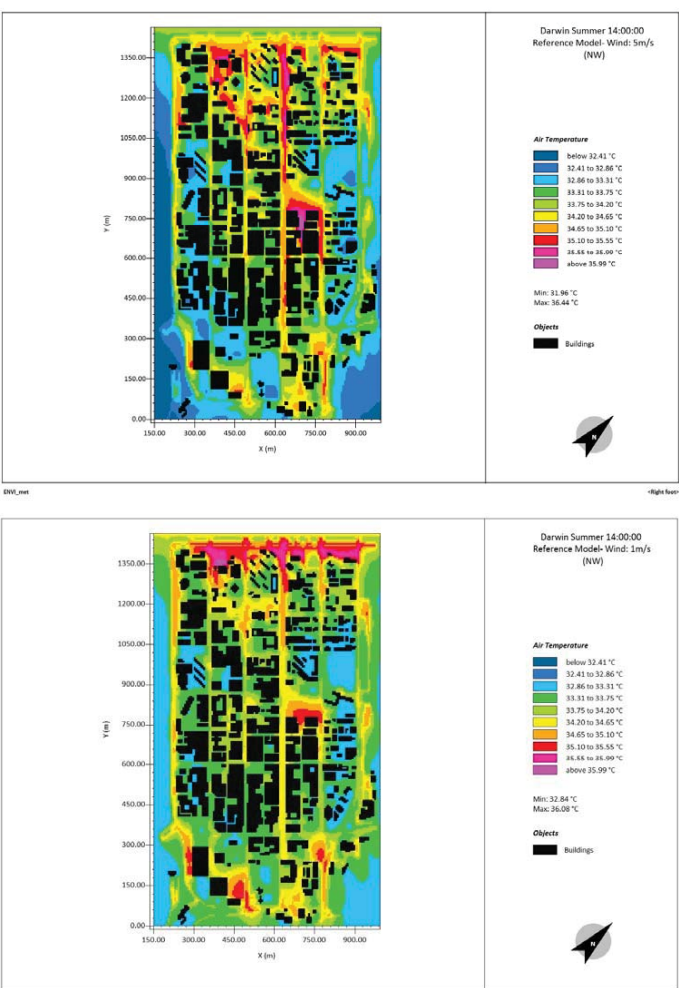 Darwin Summer 14:00:00
Reference Model- Wind: 5m/s
(NW)
1350.00
1200.00
1050.00
900.00
750.00
600.00
450.00
300.00
150.00
0.00
Y (m)
150.00 300.00 450.00 600.00 750.00 900.00
X (m)
Air Temperature
below 32.41 °C
32.41 to 32.86 °C
32.86 to 33.31 °C
33.31 to 33.75 °C
33.75 to 34.20 °C
34.20 to 34.65 °C
34.65 to 35.10 °C
35.10 to 35.55 °C
35.55 to 35.99 °C
above 35.99 °C
Min: 31.96 °C
Max: 36.44 °C
Objects
Buildings
N
ENVI_met
<Right foot>
Darwin Summer 14:00:00
Reference Model- Wind: 1m/s
(NW)
1350.00
1200.00
1050.00
900.00
750.00
600.00
450.00
300.00
150.00
0.00
Y (m)
150.00 300.00 450.00 600.00 750.00 900.00
X (m)
Air Temperature
below 32.41 °C
32.41 to 32.86 °C
32.86 to 33.31 °C
33.31 to 33.75 °C
33.75 to 34.20 °C
34.20 to 34.65 °C
34.65 to 35.10 °C
35.10 to 35.55 °C
35.55 to 35.99 °C
above 35.99 °C
Min: 32.84 °C
Max: 36.08 °C
Objects
Buildings
N